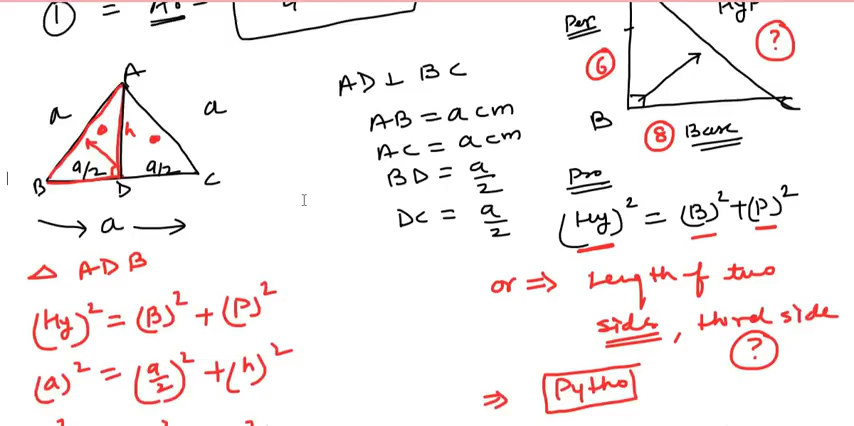 ① =
A
a
h
a
a/2
a/2
B
D
C
→ a →
△ ADB
(Hy)² = (B)² + (P)²
(a)² = (a/2)² + (h)²
AD ⊥ BC
AB = a cm
AC = a cm
BD = a/2
DC = a/2
Per
6
?
B
8 Base
(Hy)² = (B)² + (P)²
or ⇒ Length of two
sides, third side
?
⇒ Pytho